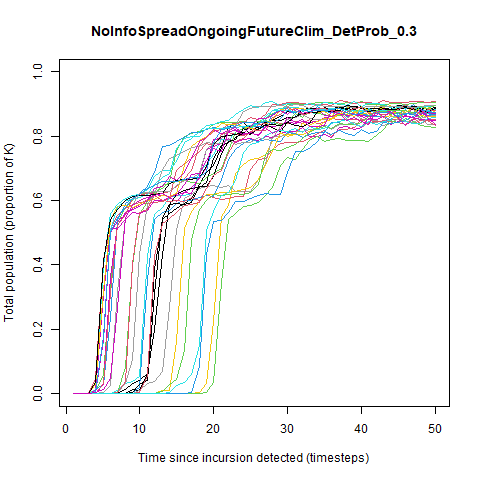 NoInfoSpreadOngoingFutureClim_DetProb_0.3
Total population (proportion of K)
1.0
0.8
0.6
0.4
0.2
0.0
0 10 20 30 40 50
Time since incursion detected (timesteps)